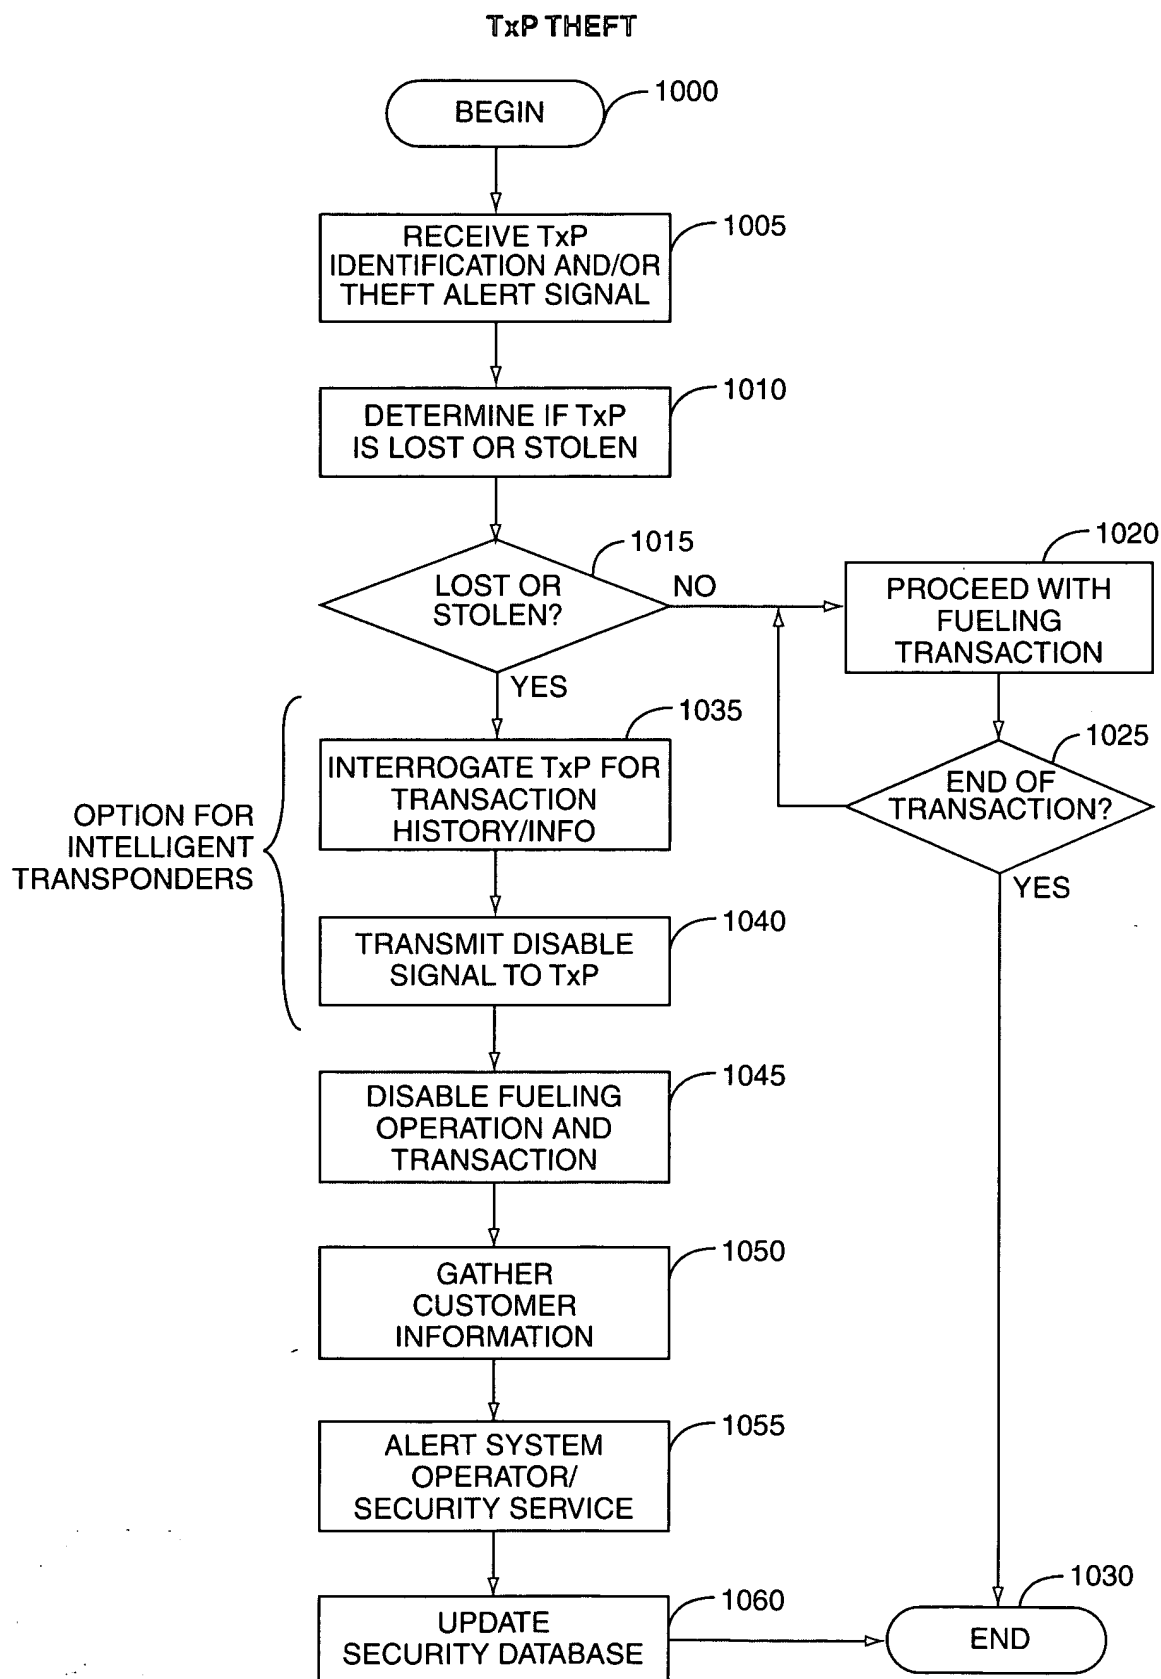 TxP THEFT
BEGIN
1000
RECEIVE TxP
IDENTIFICATION AND/OR
THEFT ALERT SIGNAL
1005
DETERMINE IF TxP
IS LOST OR STOLEN
1010
LOST OR
STOLEN?
1015
NO
YES
PROCEED WITH
FUELING
TRANSACTION
1020
END OF
TRANSACTION?
1025
YES
OPTION FOR
INTELLIGENT
TRANSPONDERS
INTERROGATE TxP FOR
TRANSACTION
HISTORY/INFO
1035
TRANSMIT DISABLE
SIGNAL TO TxP
1040
DISABLE FUELING
OPERATION AND
TRANSACTION
1045
GATHER
CUSTOMER
INFORMATION
1050
ALERT SYSTEM
OPERATOR/
SECURITY SERVICE
1055
UPDATE
SECURITY DATABASE
1060
END
1030